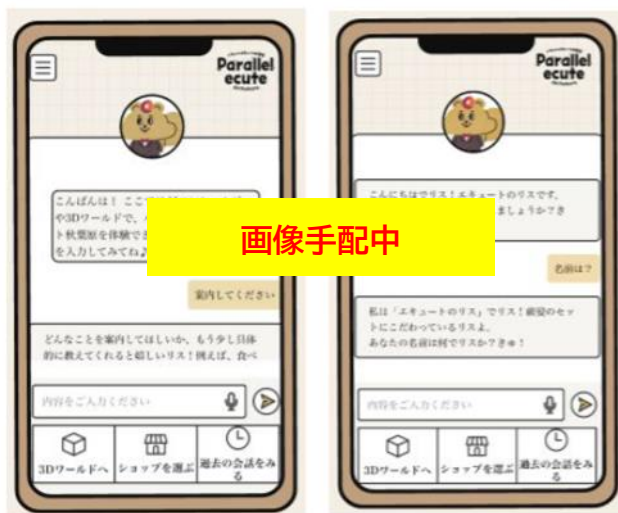 Parallel
ecute
こんばんは！ ここ
や3Dワールドで、
ト秋葉原を体験でき
を入力してみてね♪
案内してください
どんなことを案内してほしいか、もう少し具体
的に教えてくれると嬉しいリス！例えば、食べ
内容をご入力ください
3Dワールドへ
ショップを選ぶ
過去の会話をみ
る
画像手配中
Parallel
ecute
こんにちはでリス！エキュートのリスです。
ましょうか？き
名前は？
私は「エキュートのリス」でリス！
トにこだわっているリスよ。
あなたの名前は何でリスか？きゅ！
内容をご入力ください
3Dワールドへ
ショップを選ぶ
過去の会話をみ
る